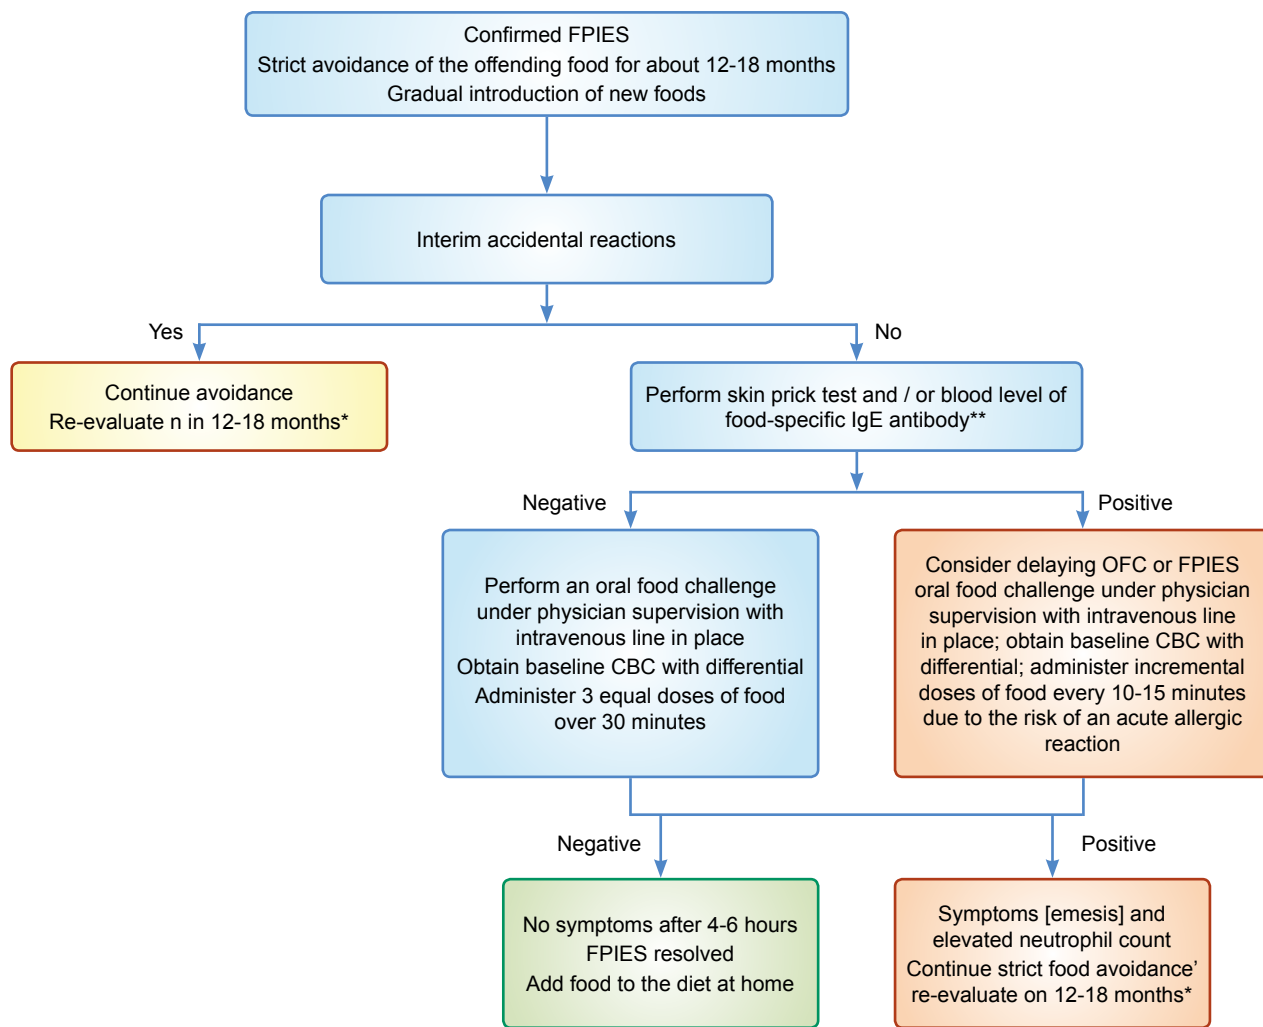 Confirmed FPIES
Strict avoidance of the offending food for about 12-18 months
Gradual introduction of new foods
Interim accidental reactions
Yes
No
Continue avoidance
Re-evaluate n in 12-18 months*
Perform skin prick test and / or blood level of
food-specific IgE antibody**
Negative
Positive
Perform an oral food challenge
under physician supervision with
intravenous line in place
Obtain baseline CBC with differential
Administer 3 equal doses of food
over 30 minutes
Consider delaying OFC or FPIES
oral food challenge under physician
supervision with intravenous line
in place; obtain baseline CBC with
differential; administer incremental
doses of food every 10-15 minutes
due to the risk of an acute allergic
reaction
Negative
Positive
No symptoms after 4-6 hours
FPIES resolved
Add food to the diet at home
Symptoms [emesis] and
elevated neutrophil count
Continue strict food avoidance’
re-evaluate on 12-18 months*